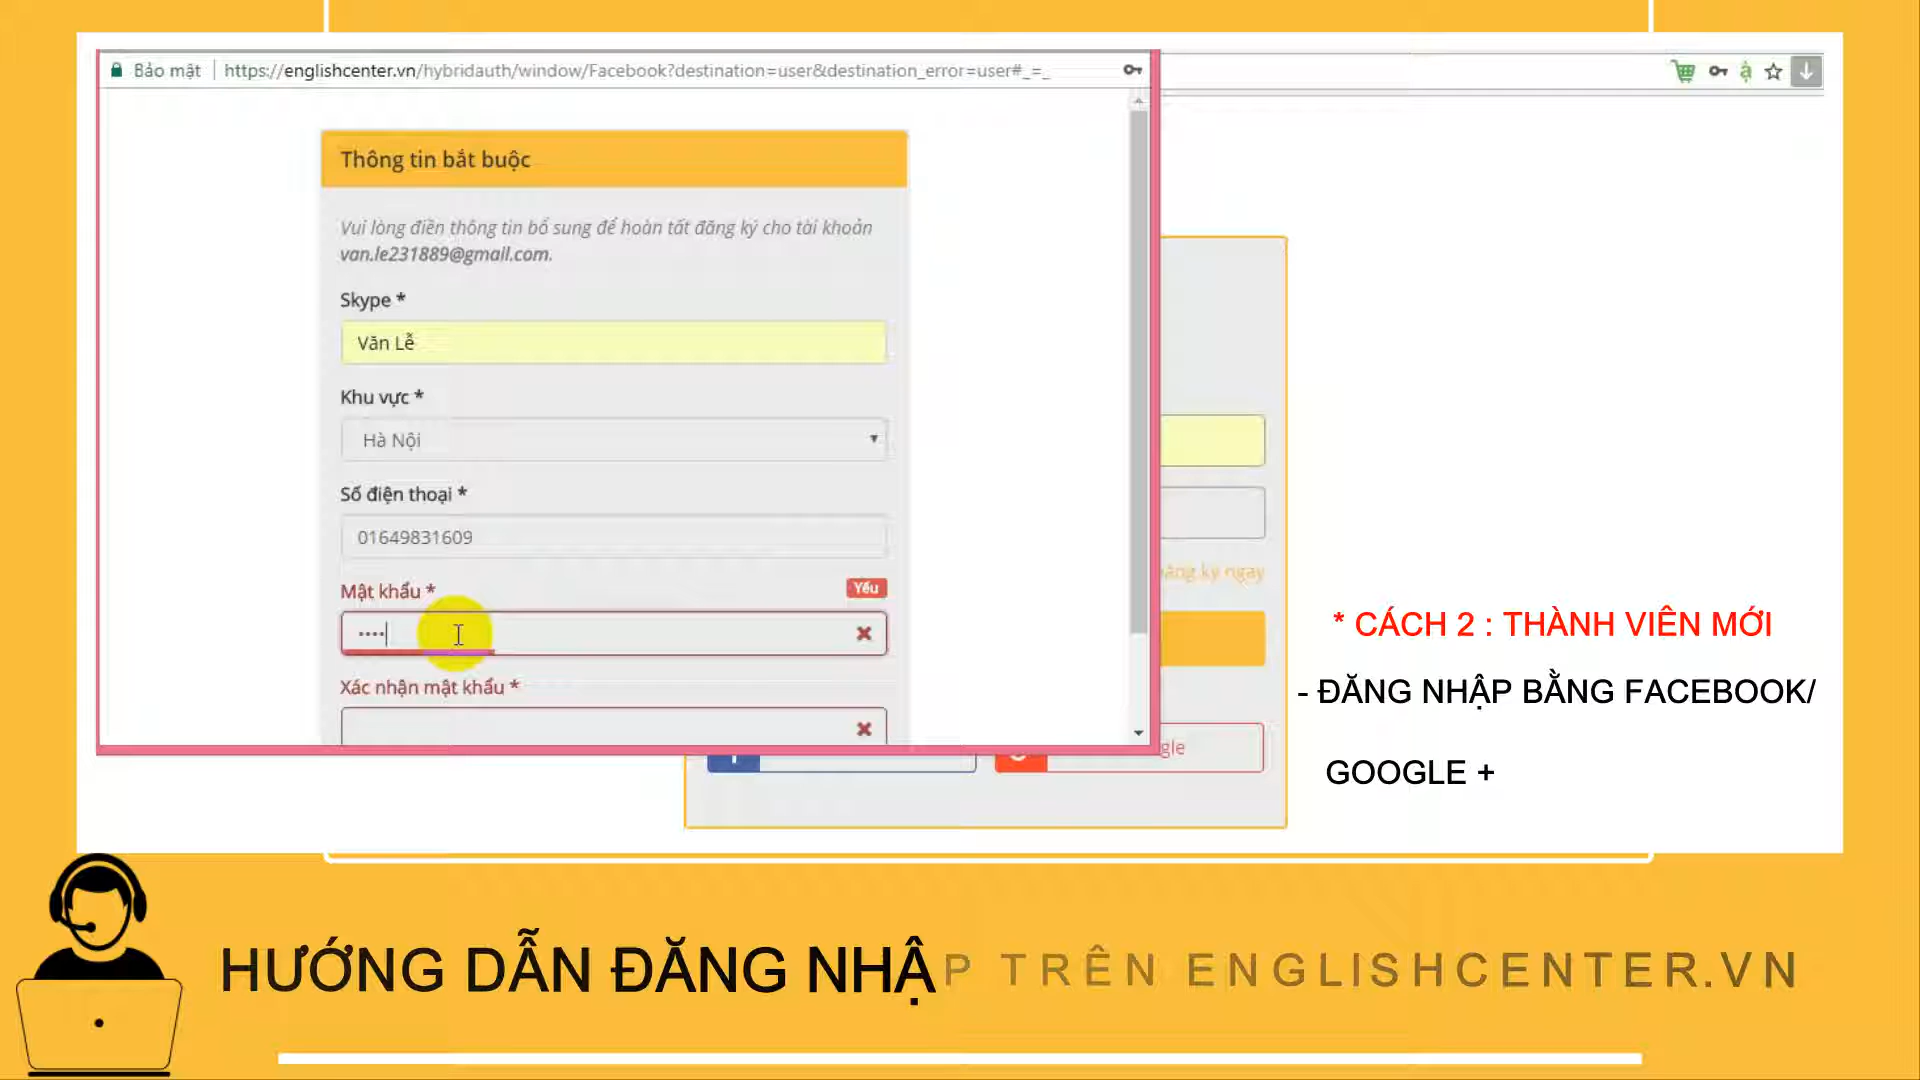 Bảo mật https://englishcenter.vn/hybridauth/window/Facebook?destination=user&destination_error=user#_=_
Thông tin bắt buộc
Vui lòng điền thông tin bổ sung để hoàn tất đăng ký cho tài khoản
van.le231889@gmail.com.
Skype *
Văn Lễ
Khu vực *
Hà Nội
Số điện thoại *
01649831609
Mật khẩu *
Yếu
Xác nhận mật khẩu *
ký ngay
gle
* CÁCH 2 : THÀNH VIÊN MỚI
- ĐĂNG NHẬP BẰNG FACEBOOK/
GOOGLE +
HƯỚNG DẪN ĐĂNG NHẬP TRÊN ENGLISHCENTER.VN